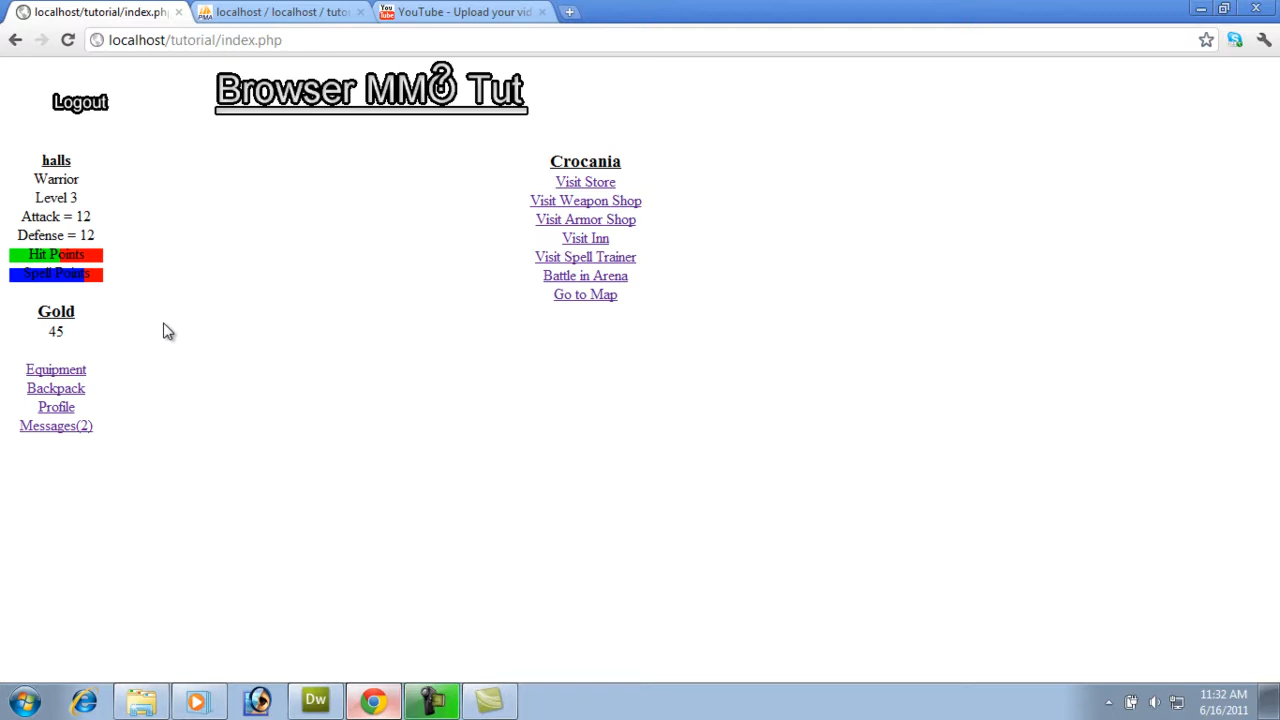 localhost/tutorial/index.php
localhost / localhost / tutor
YouTube - Upload your vid
localhost/tutorial/index.php
Logout
Browser MMO Tut
halls
Warrior
Level 3
Attack = 12
Defense = 12
Hit Points
Spell Points
Gold
45
Equipment
Backpack
Profile
Messages(2)
Crocania
Visit Store
Visit Weapon Shop
Visit Armor Shop
Visit Inn
Visit Spell Trainer
Battle in Arena
Go to Map
Dw
11:32 AM
6/16/2011